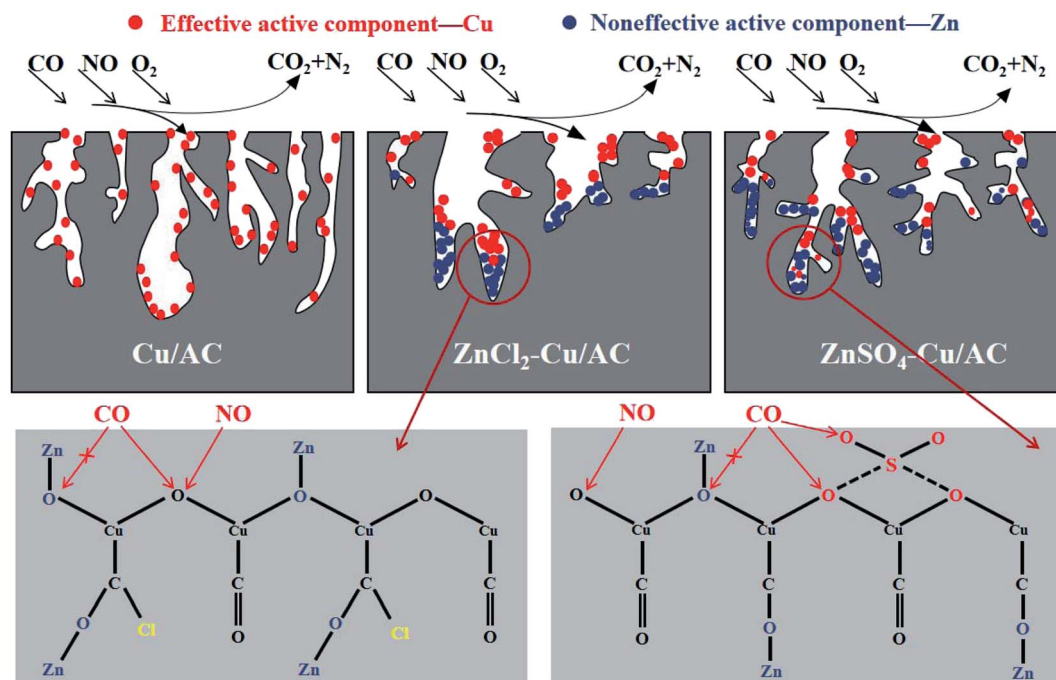 Effective active component—Cu
Noneffective active component—Zn
CO NO O2 CO2+N2
CO NO O2 CO2+N2
CO NO O2 CO2+N2
Cu/AC
ZnCl2-Cu/AC
ZnSO4-Cu/AC
CO NO
Zn Zn
O O O O
Cu Cu Cu Cu
C C C C
O Cl O O Cl O
Zn Zn
NO CO
O O
Zn S
O O O O
Cu Cu Cu Cu
C C C C
O O O O
Zn Zn